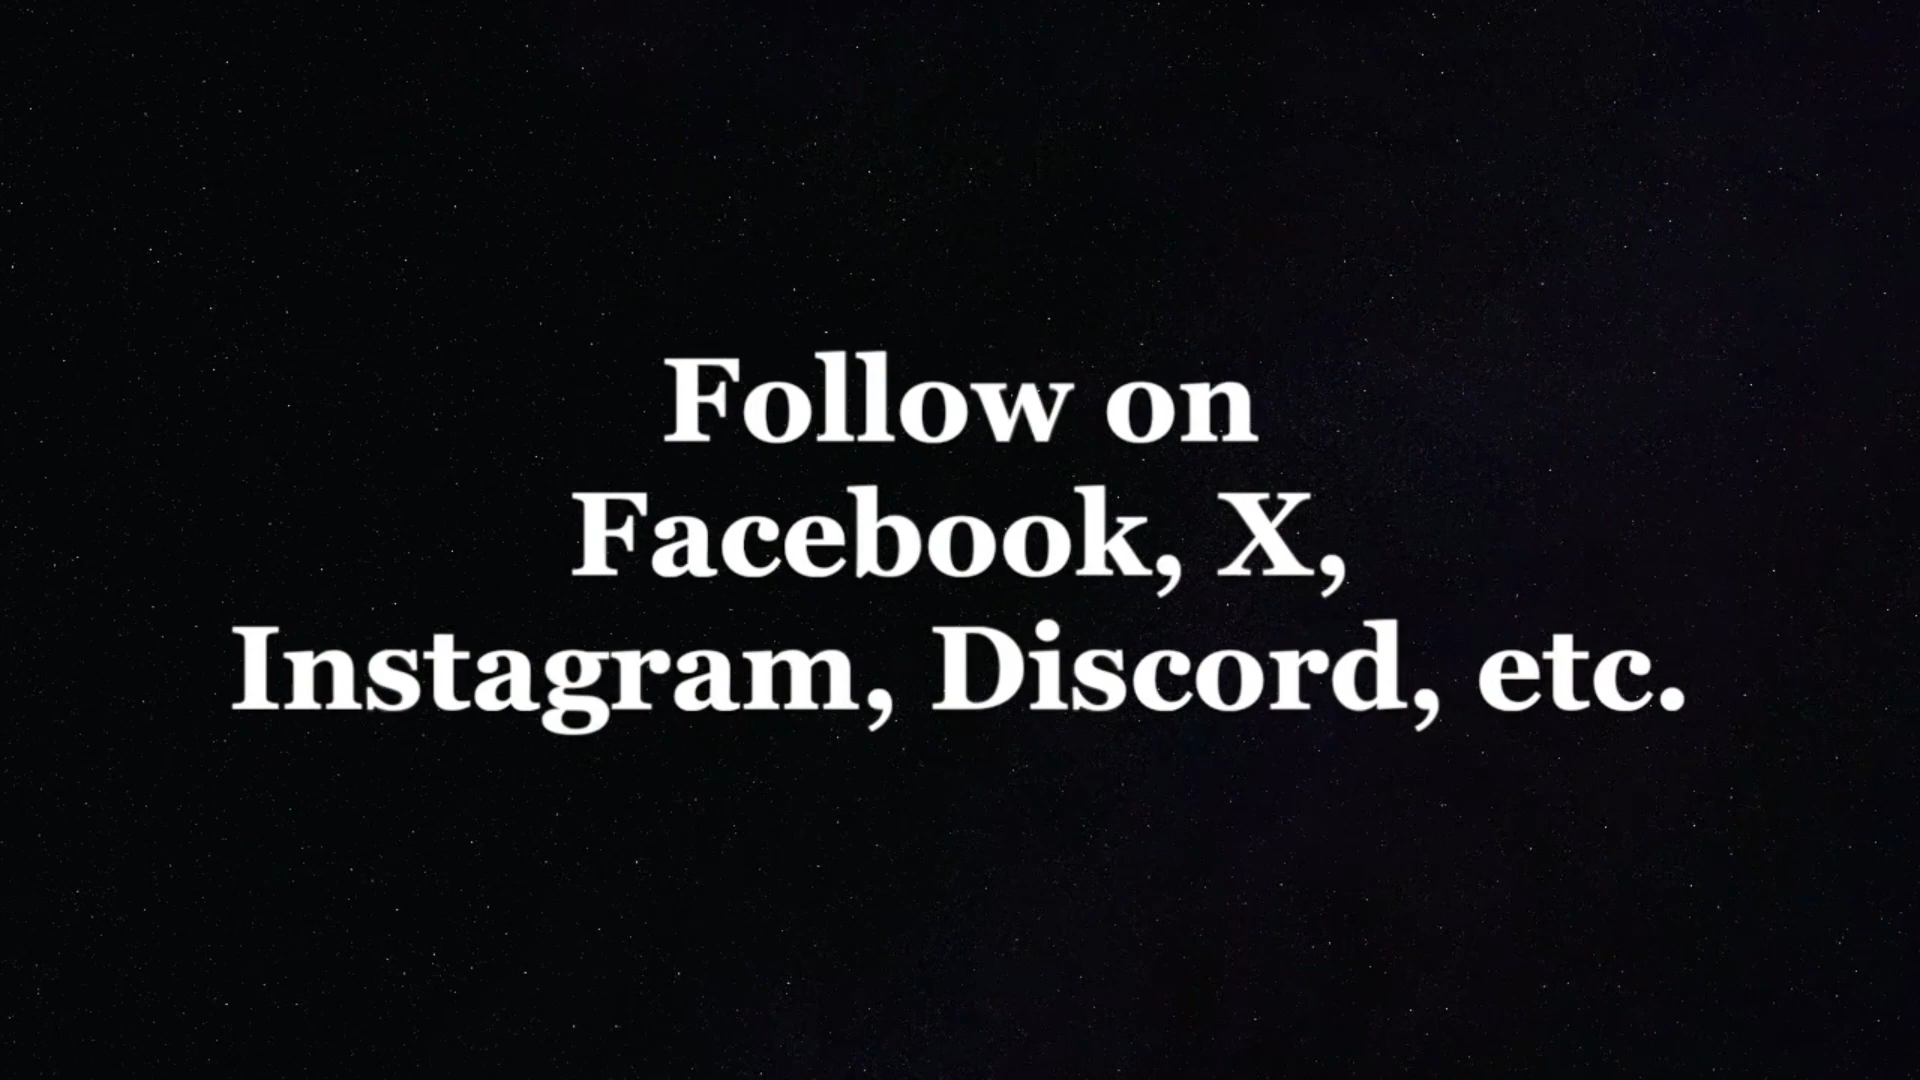 Follow on
Facebook, X,
Instagram, Discord, etc.